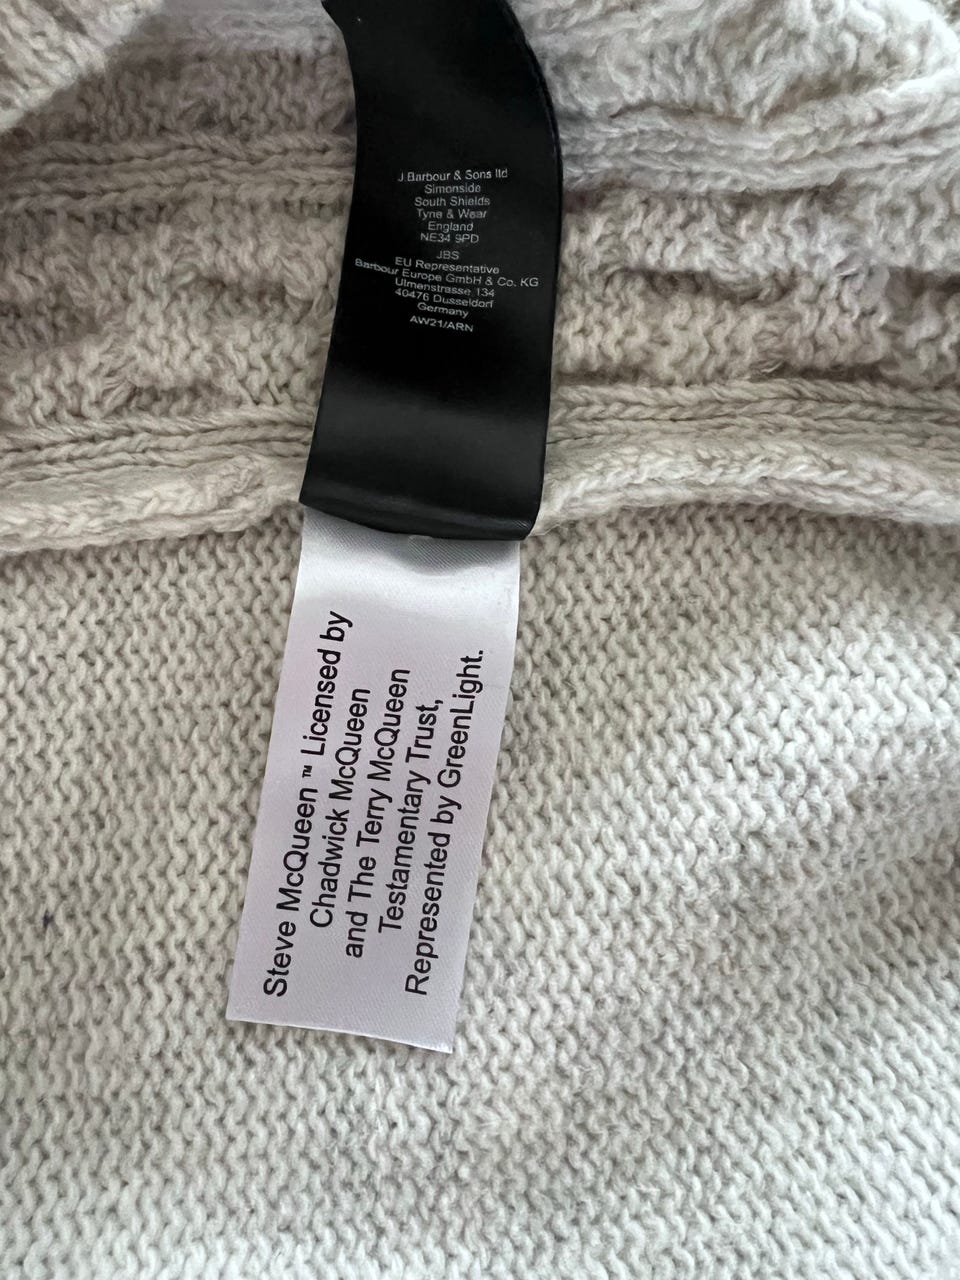 J Barbour & Sons ltd
Simonside
South Shields
Tyne & Wear
England
NE34 9PD
JBS
EU Representative
Barbour Europe GmbH & Co. KG
Ulmenstrasse 134
40476 Dusseldorf
Germany
AW21/ARN
Steve McQueen ™ Licensed by
Chadwick McQueen
and The Terry McQueen
Testamentary Trust,
Represented by GreenLight.